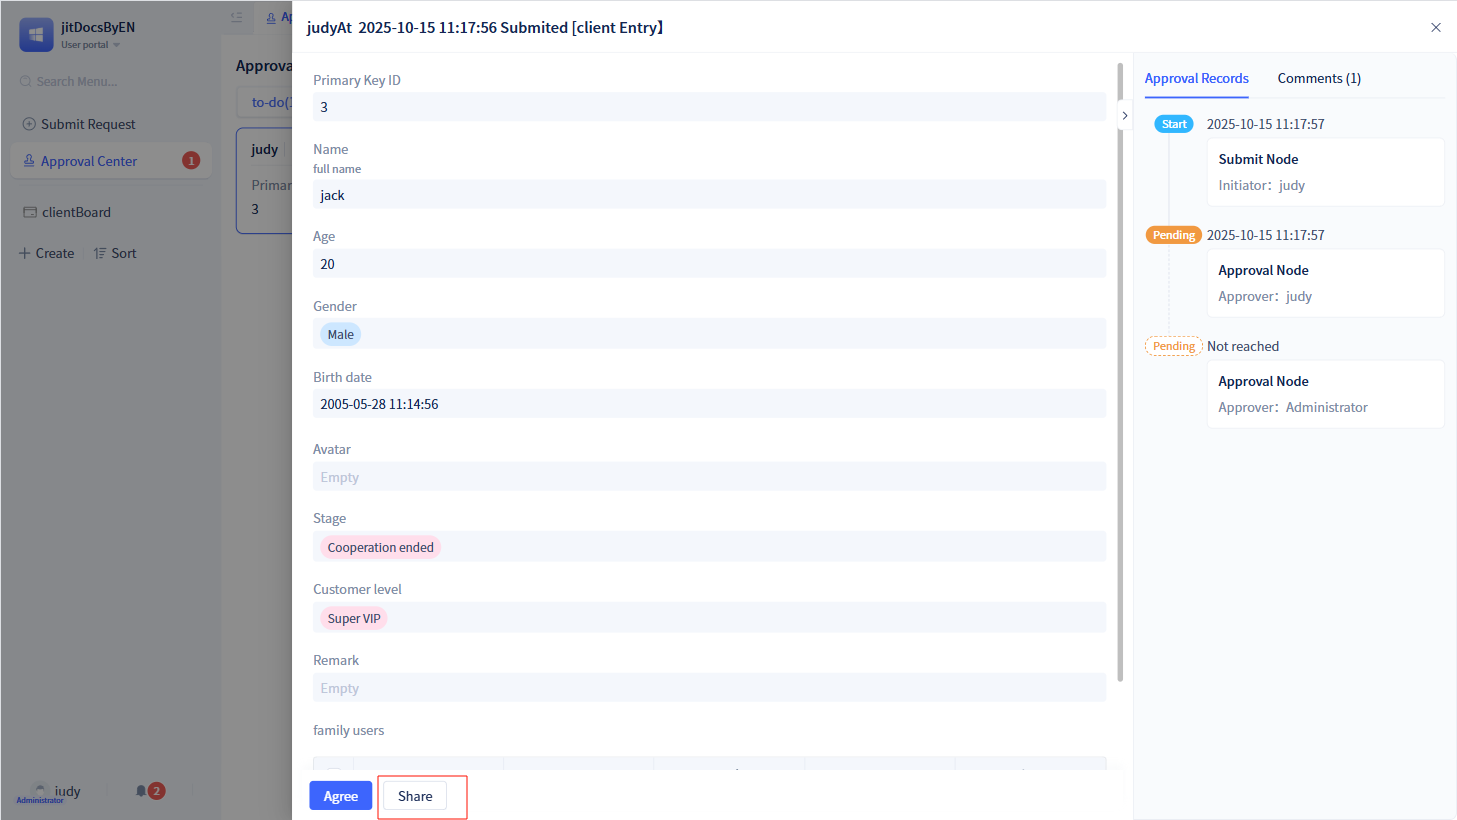 jitDocsByEN
User portal
Search Menu...
Submit Request
Approval Center
1
clientBoard
Create
Sort
judy
Administrator
2
Approva
to-do(
judy
Primar
3
judyAt 2025-10-15 11:17:56 Submited [client Entry】
Primary Key ID
3
Name
full name
jack
Age
20
Gender
Male
Birth date
2005-05-28 11:14:56
Avatar
Empty
Stage
Cooperation ended
Customer level
Super VIP
Remark
Empty
family users
Agree
Share
Approval Records
Comments (1)
Start
2025-10-15 11:17:57
Submit Node
Initiator：judy
Pending
2025-10-15 11:17:57
Approval Node
Approver：judy
Pending
Not reached
Approval Node
Approver：Administrator